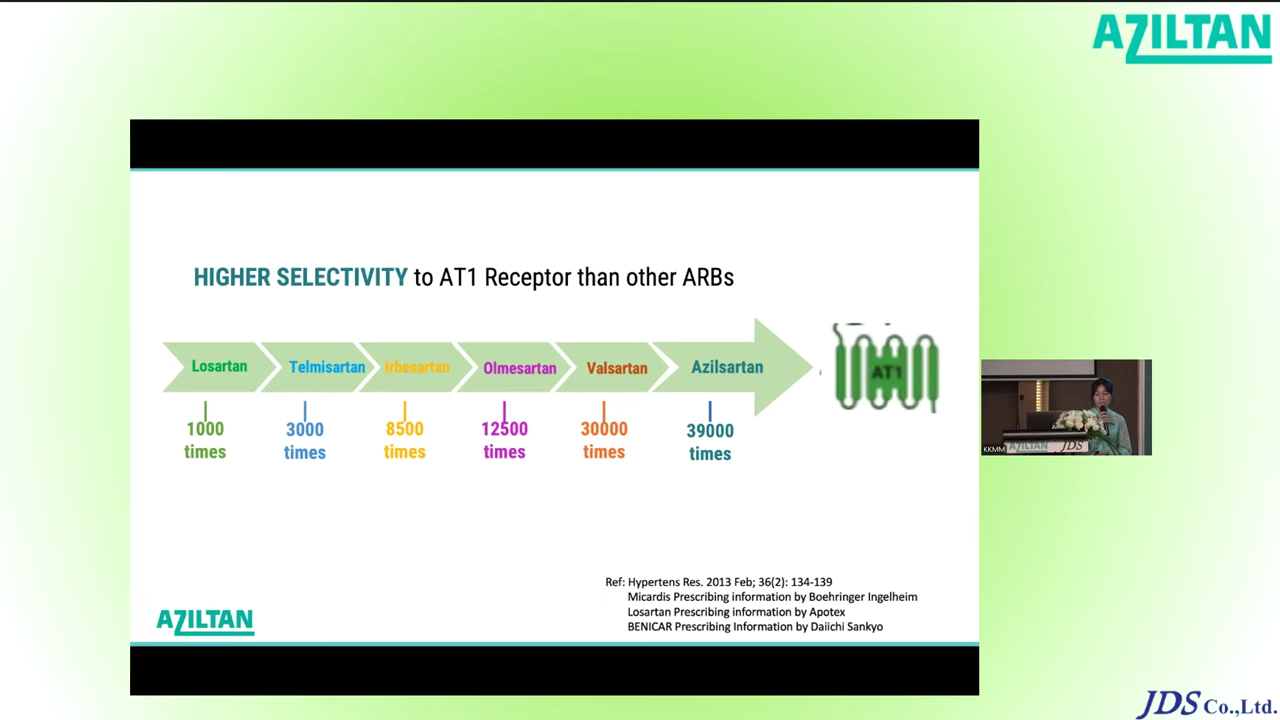 AZILTAN
HIGHER SELECTIVITY to AT1 Receptor than other ARBs
Losartan
Telmisartan
Irbesartan
Olmesartan
Valsartan
Azilsartan
AT1
1000 times
3000 times
8500 times
12500 times
30000 times
39000 times
Ref: Hypertens Res. 2013 Feb; 36(2): 134-139
Micardis Prescribing information by Boehringer Ingelheim
Losartan Prescribing information by Apotex
BENICAR Prescribing Information by Daiichi Sankyo
AZILTAN
KKMM
AZILTAN
JDS
JDS Co.,Ltd.